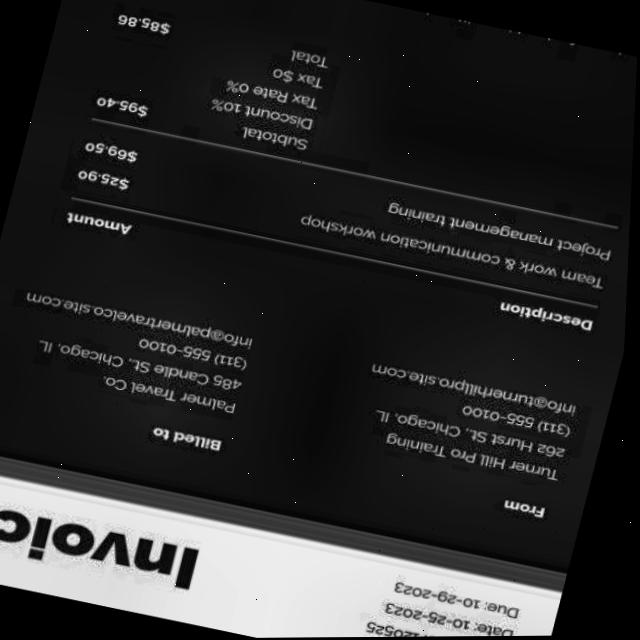 Invoic
Date: 10-25-2023
Due: 10-29-2023
From
Turner Hill Pro Training
262 Hurst St., Chicago, IL
(311) 555-0100
info@turnerhillpro.site.com
Billed to
Palmer Travel Co.
485 Candle St., Chicago, IL
(311) 555-0100
info@palmertravelco.site.com
Description Amount
Team work & communication workshop $25.90
Project management training $69.50
Subtotal $95.40
Discount 10%
Tax Rate 0%
Tax $0
Total $85.86